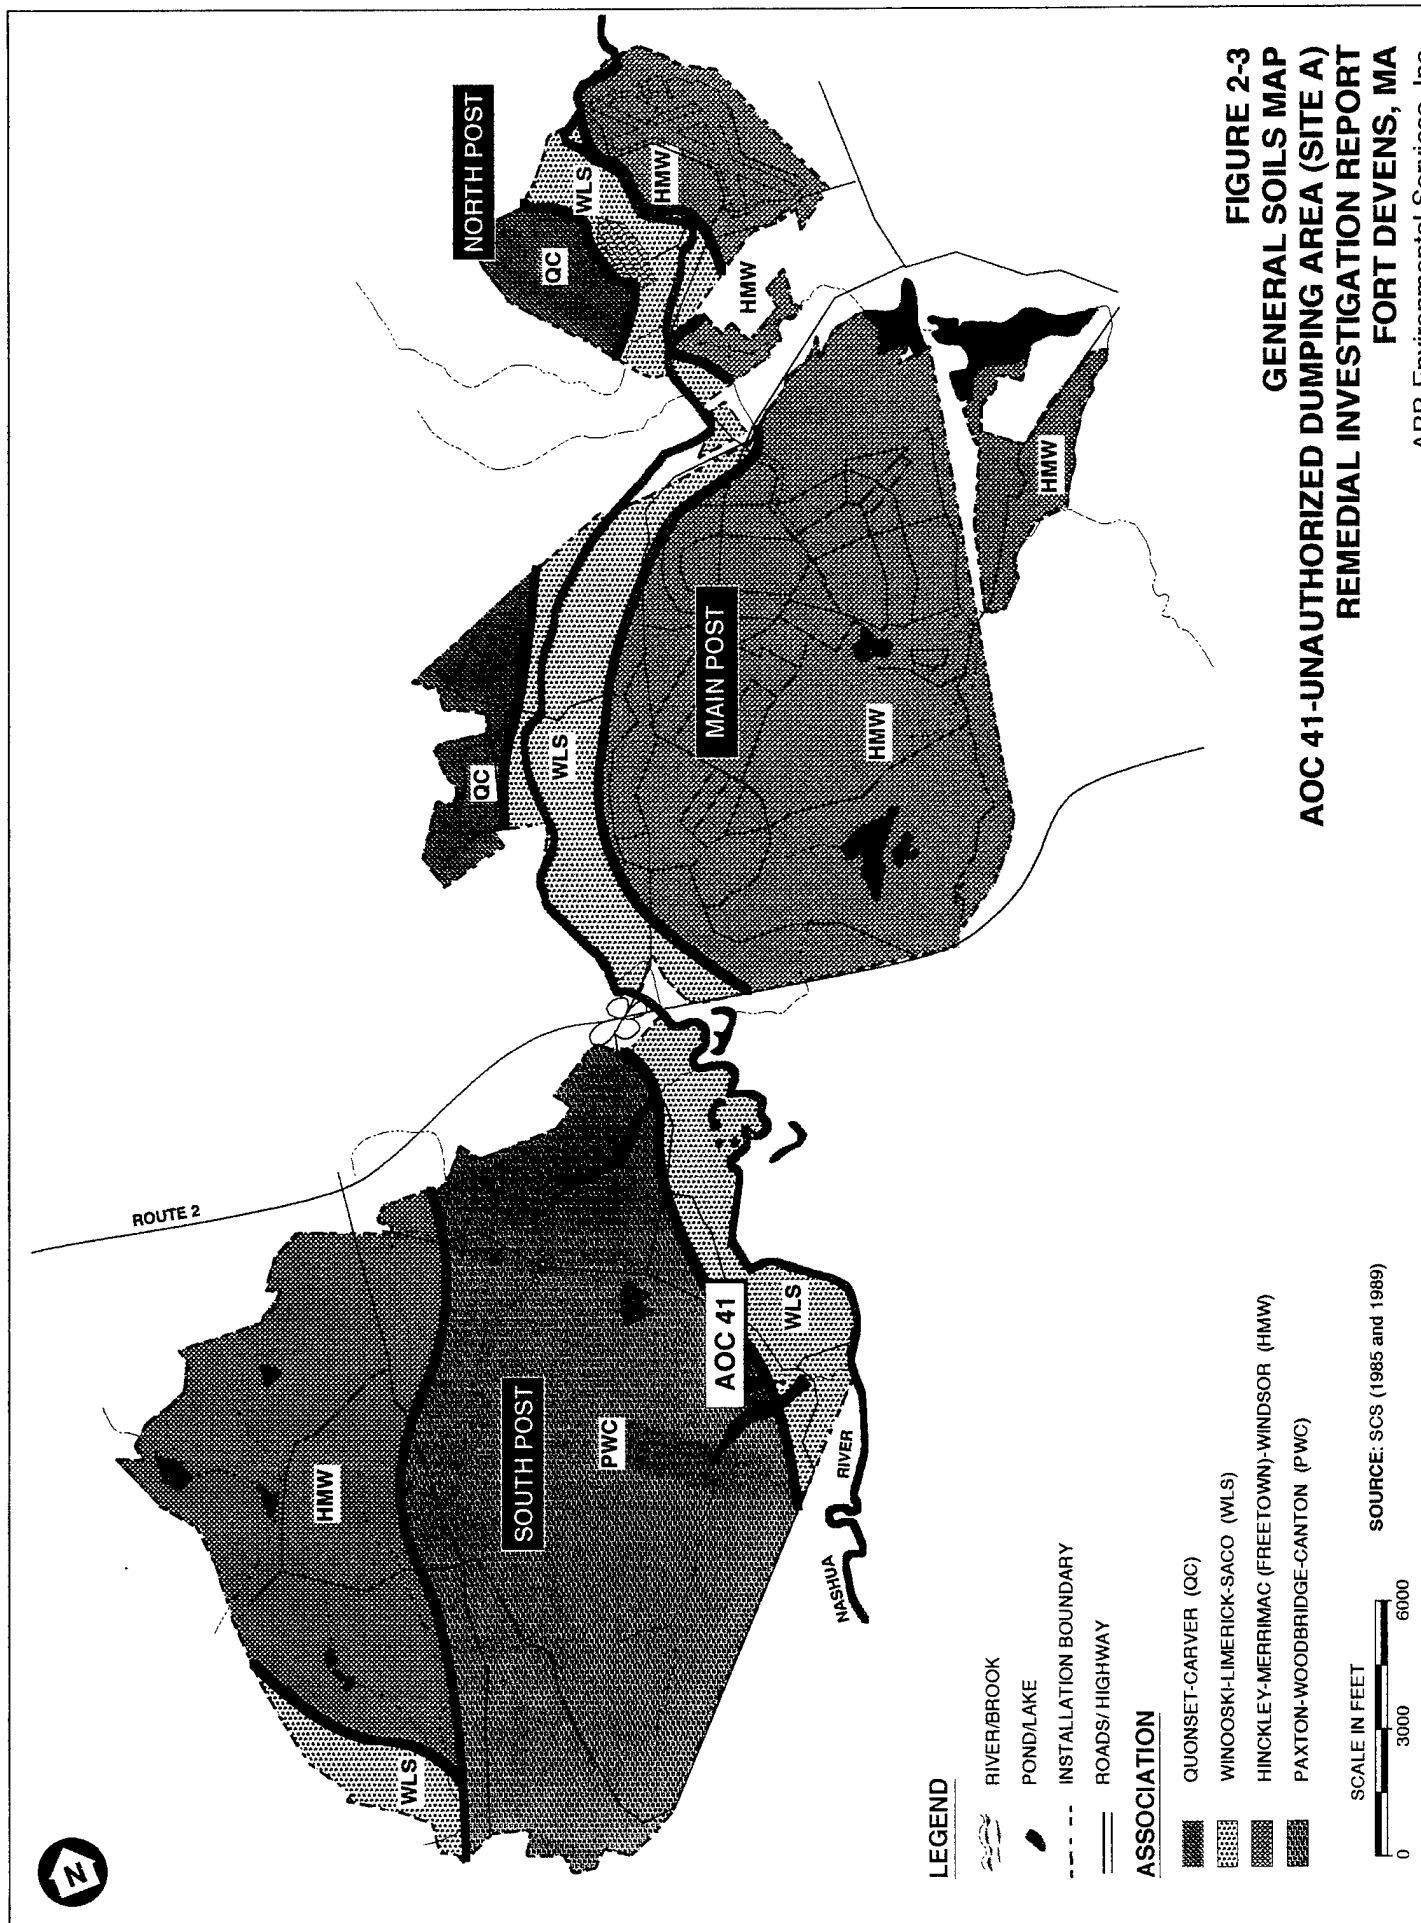 N
NORTH POST
QC
WLS
HMW
HMW
QC
WLS
MAIN POST
HMW
HMW
ROUTE 2
HMW
SOUTH POST
PWC
AOC 41
WLS
WLS
NASHUA
RIVER
LEGEND
RIVER/BROOK
POND/LAKE
INSTALLATION BOUNDARY
ROADS/HIGHWAY
ASSOCIATION
QUONSET-CARVER (QC)
WINOOSKI-LIMERICK-SACO (WLS)
HINCKLEY-MERRIMAC (FREETOWN)-WINDSOR (HMW)
PAXTON-WOODBRIDGE-CANTON (PWC)
SCALE IN FEET
0 3000 6000
SOURCE: SCS (1985 and 1989)
FIGURE 2-3
GENERAL SOILS MAP
AOC 41-UNAUTHORIZED DUMPING AREA (SITE A)
REMEDIAL INVESTIGATION REPORT
FORT DEVENS, MA
Environmental Services, Inc